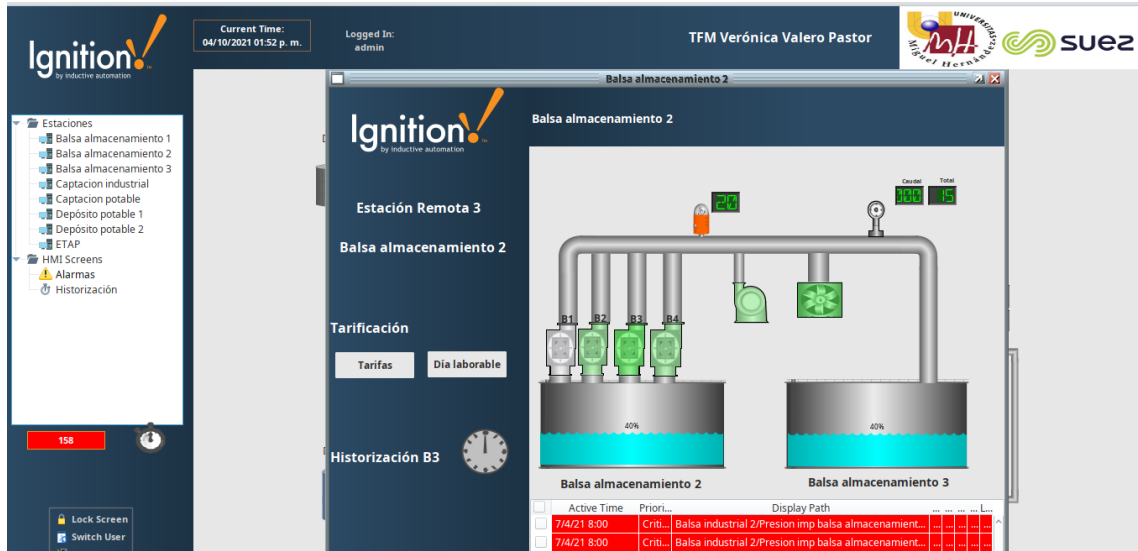 Ignition!
by inductive automation
Current Time:
04/10/2021 01:52 p. m.
Logged In:
admin
TFM Verónica Valero Pastor
UNIVERSITAS
Miguel Hernández
suez
Estaciones
Balsa almacenamiento 1
Balsa almacenamiento 2
Balsa almacenamiento 3
Captacion industrial
Captacion potable
Depósito potable 1
Depósito potable 2
ETAP
HMI Screens
Alarmas
Historización
158
Lock Screen
Switch User
Balsa almacenamiento 2
Ignition!
by inductive automation
Balsa almacenamiento 2
Estación Remota 3
Balsa almacenamiento 2
Tarificación
Tarifas
Día laborable
Historización B3
20
Caudal
Total
000
15
B1
B2
B3
B4
40%
40%
Balsa almacenamiento 2
Balsa almacenamiento 3
Active Time Priori... Display Path ... ... ... ... L...
7/4/21 8:00 Criti... Balsa industrial 2/Presion imp balsa almacenamient... ... ... ... ... ...
7/4/21 8:00 Criti... Balsa industrial 2/Presion imp balsa almacenamient... ... ... ... ... ...